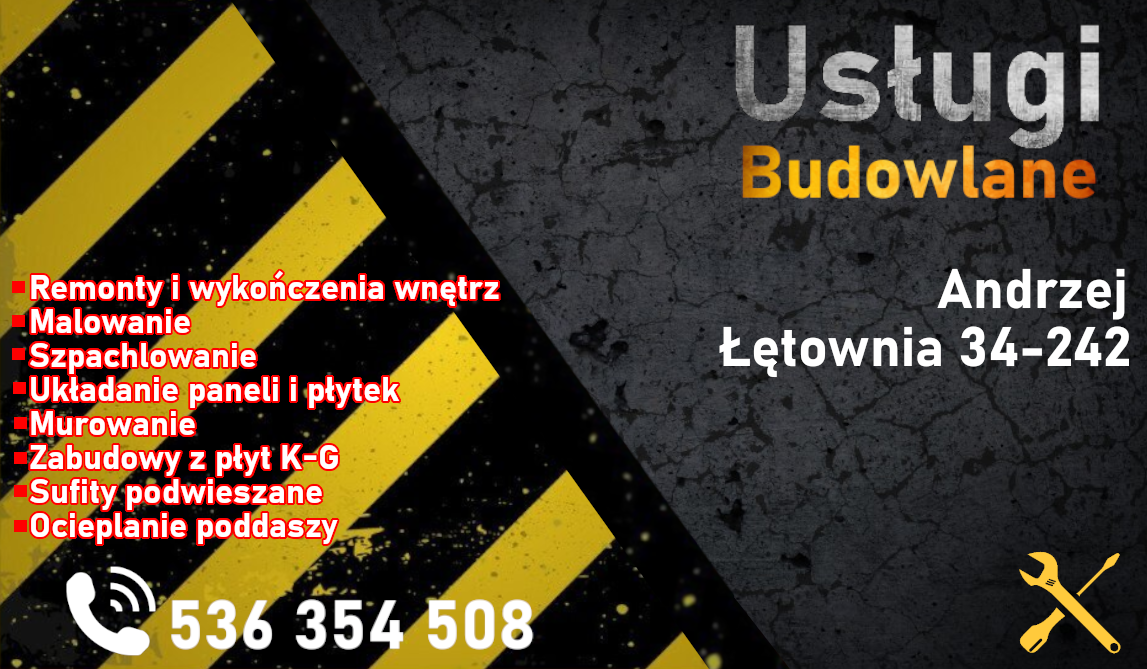 Usługi
Budowlane
Andrzej
Łętownia 34-242
Remonty i wykończenia wnętrz
Malowanie
Szpachlowanie
Układanie paneli i płytek
Murowanie
Zabudowy z płyt K-G
Sufity podwieszane
Ocieplanie poddaszy
536 354 508